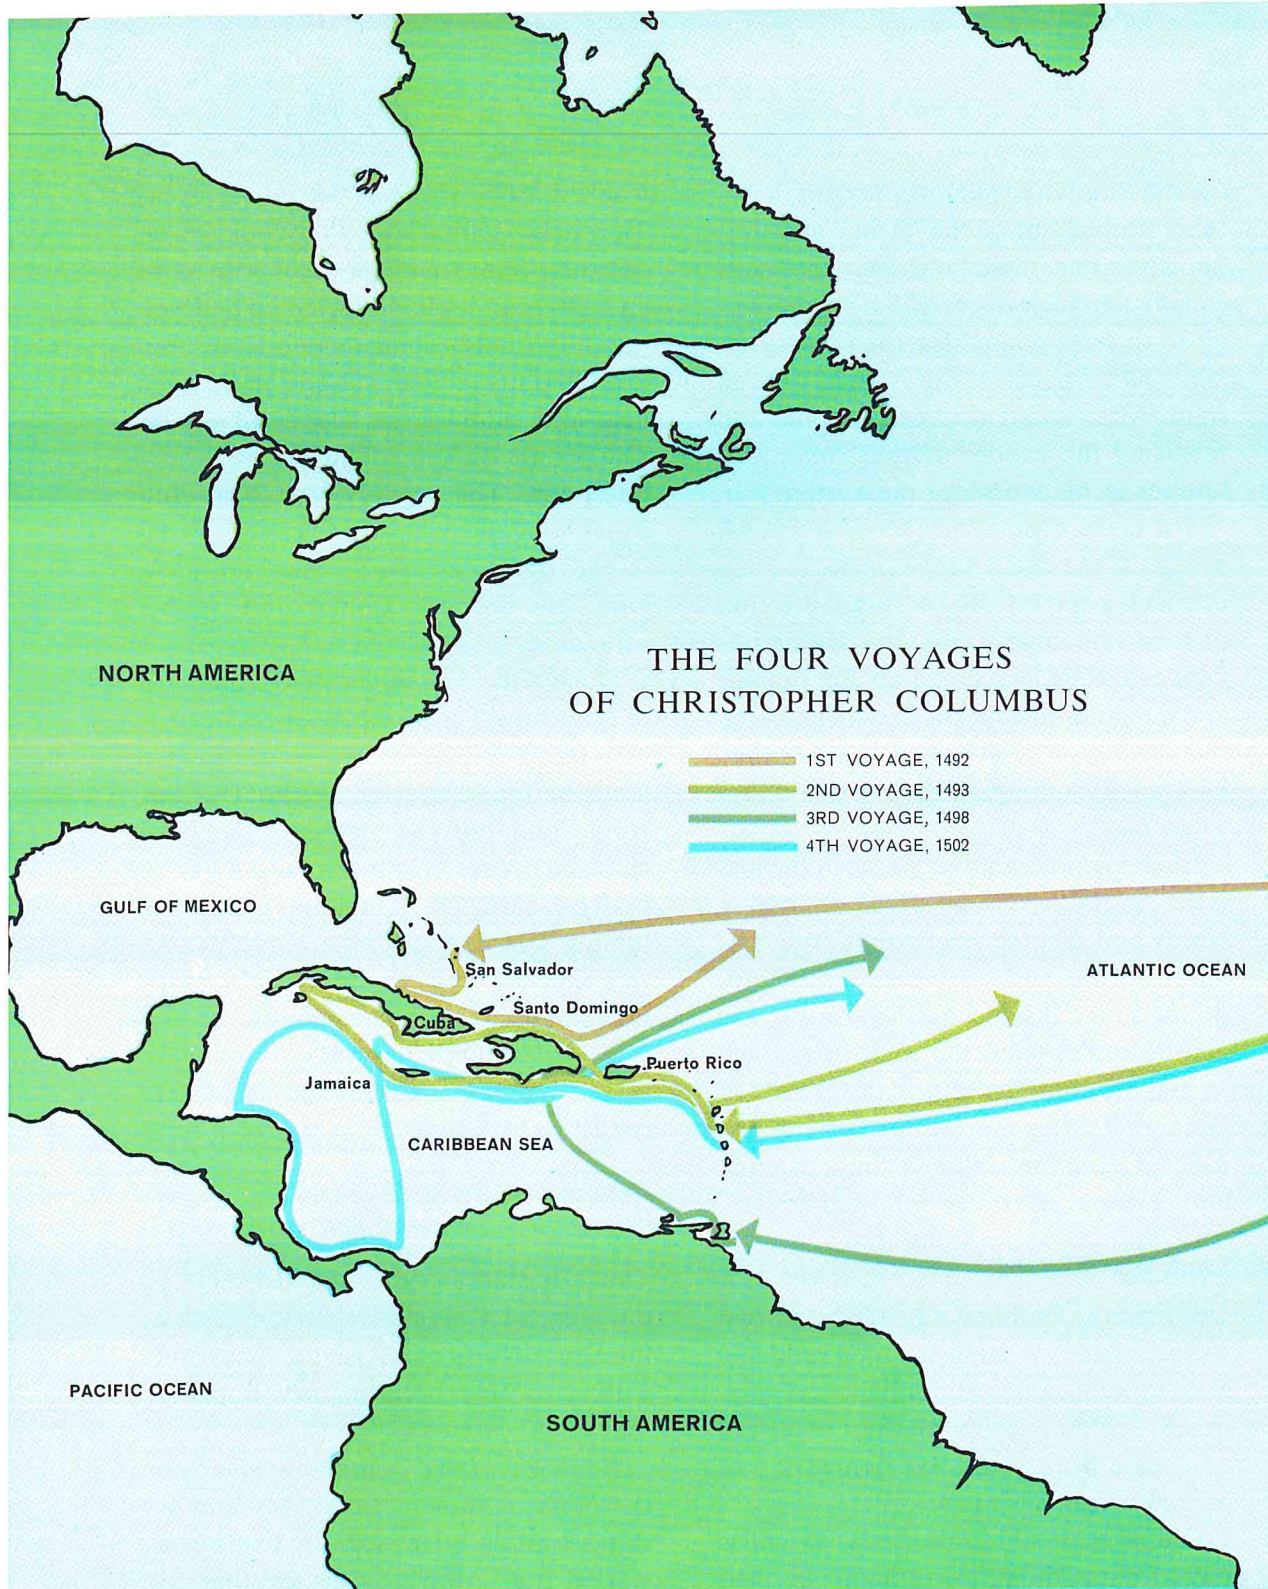 NORTH AMERICA
THE FOUR VOYAGES
OF CHRISTOPHER COLUMBUS
1ST VOYAGE, 1492
2ND VOYAGE, 1493
3RD VOYAGE, 1498
4TH VOYAGE, 1502
GULF OF MEXICO
San Salvador
ATLANTIC OCEAN
Santo Domingo
Cuba
Puerto Rico
Jamaica
CARIBBEAN SEA
PACIFIC OCEAN
SOUTH AMERICA